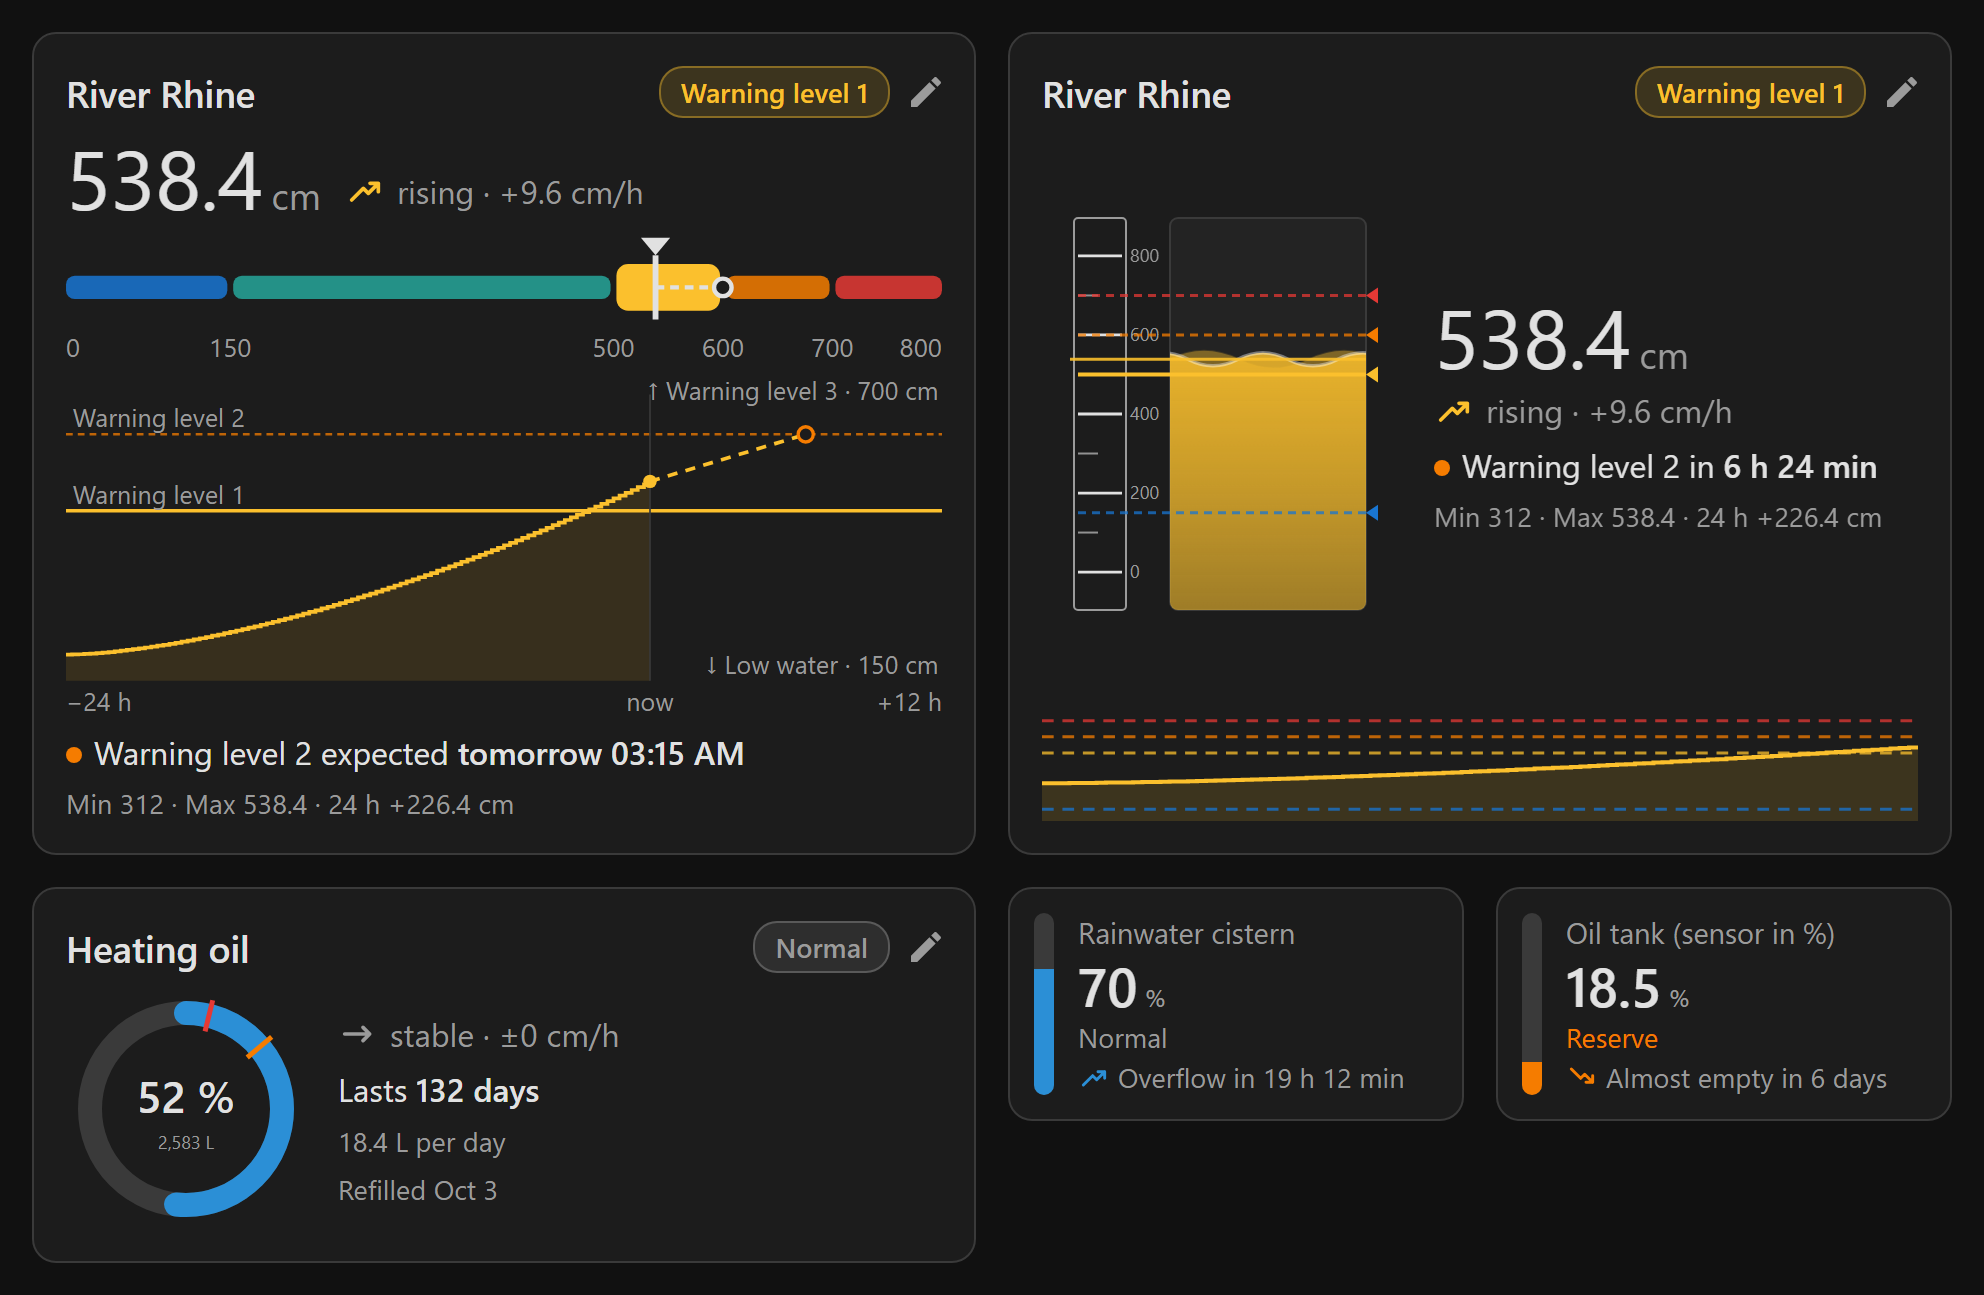 River Rhine
Warning level 1
538.4 cm
rising · +9.6 cm/h
0 150 500 600 700 800
↑ Warning level 3 · 700 cm
Warning level 2
Warning level 1
↓ Low water · 150 cm
−24 h now +12 h
Warning level 2 expected tomorrow 03:15 AM
Min 312 · Max 538.4 · 24 h +226.4 cm
River Rhine
Warning level 1
800
600
400
200
0
538.4 cm
rising · +9.6 cm/h
Warning level 2 in 6 h 24 min
Min 312 · Max 538.4 · 24 h +226.4 cm
Heating oil
Normal
52 %
2,583 L
→ stable · ±0 cm/h
Lasts 132 days
18.4 L per day
Refilled Oct 3
Rainwater cistern
70 %
Normal
Overflow in 19 h 12 min
Oil tank (sensor in %)
18.5 %
Reserve
Almost empty in 6 days